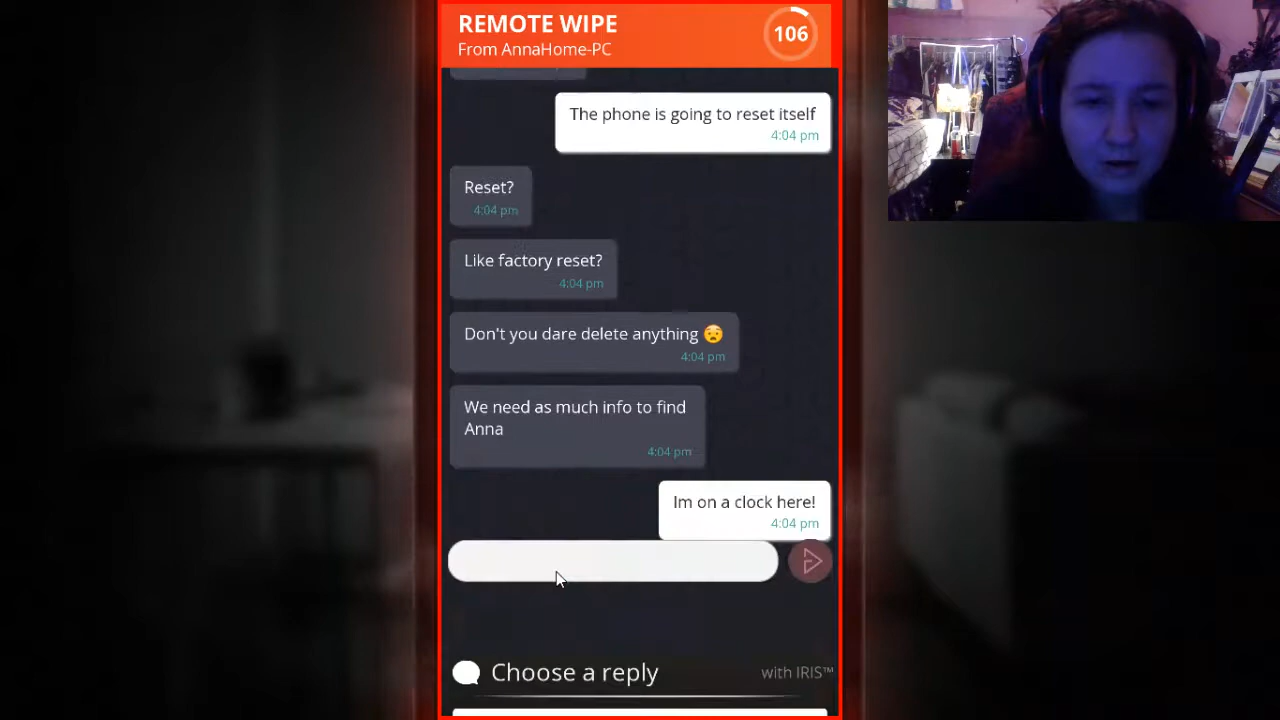 REMOTE WIPE
From AnnaHome-PC
106
The phone is going to reset itself
4:04 pm
Reset?
4:04 pm
Like factory reset?
4:04 pm
Don't you dare delete anything 😟
4:04 pm
We need as much info to find
Anna
4:04 pm
Im on a clock here!
4:04 pm
Choose a reply
with IRIS™